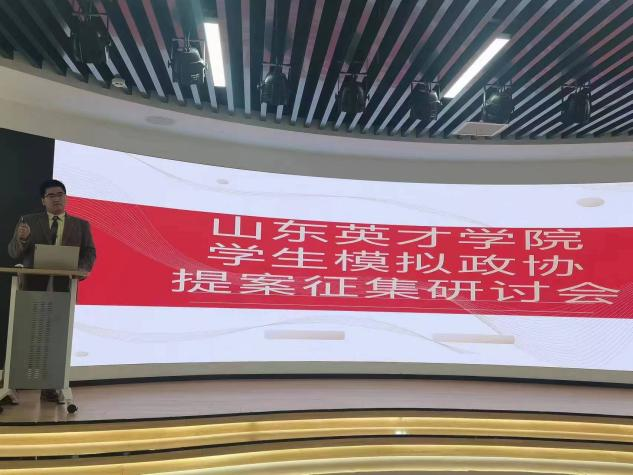 山东英才学院
学生模拟政协
提案征集研讨会